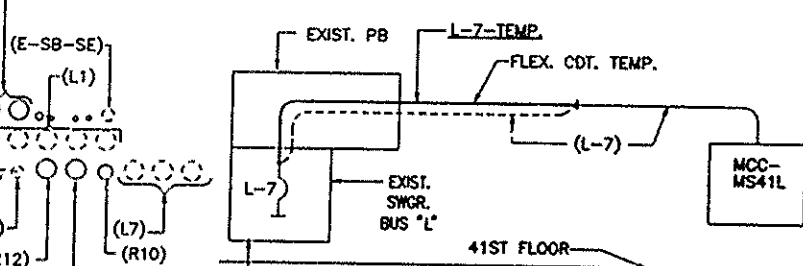 (E-SB-SE)
(L1)
EXIST. PB
L-7-TEMP.
FLEX. CDT. TEMP.
(L-7)
MCC-
MS41L
L-7
EXIST.
SWGR.
BUS "L"
(L7)
(R10)
41ST FLOOR